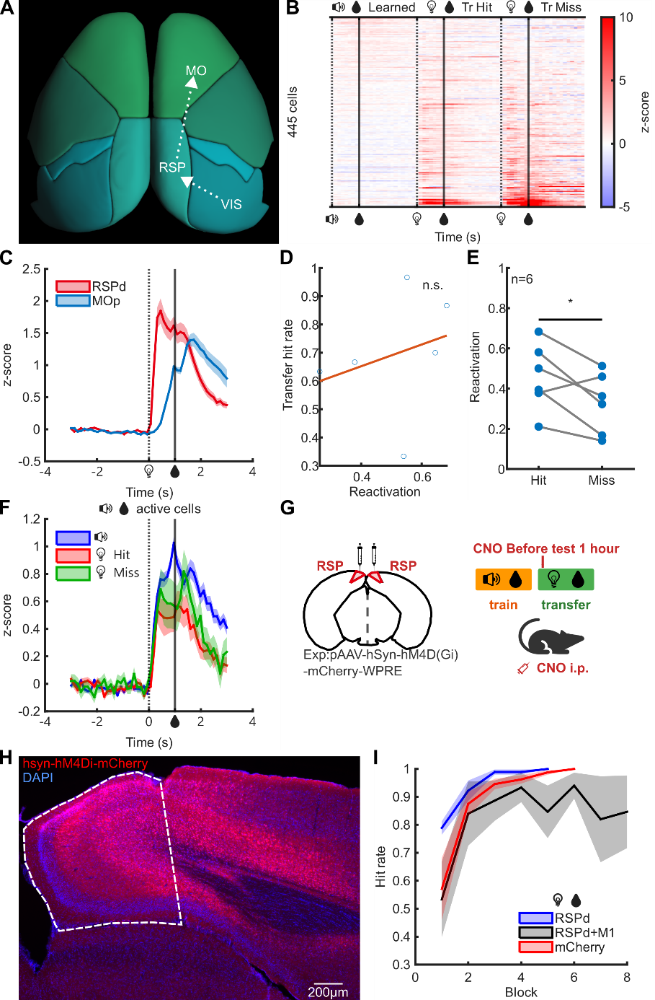 A
MO
RSP
VIS
B
Learned
Tr Hit
Tr Miss
445 cells
Time (s)
10
5
0
-5
z-score
C
2.5
2
1.5
1
0.5
0
-0.5
z-score
RSPd
MOp
-4
-2
2
4
Time (s)
D
1
0.9
0.8
0.7
0.6
0.5
0.4
0.3
Transfer hit rate
n.s.
0.4
0.6
Reactivation
E
1
0.8
0.6
0.4
0.2
0
Reactivation
n=6
*
Hit
Miss
F
active cells
1.2
1
0.8
0.6
0.4
0.2
0
-0.2
z-score
Hit
Miss
-4
-2
0
2
4
Time (s)
G
RSP
RSP
Exp:pAAV-hSyn-hM4D(Gi)
-mCherry-WPRE
CNO Before test 1 hour
train
transfer
CNO i.p.
H
hsyn-hM4Di-mCherry
DAPI
200μm
I
1
0.9
0.8
0.7
0.6
0.5
0.4
0.3
Hit rate
RSPd
RSPd+M1
mCherry
0
2
4
6
8
Block